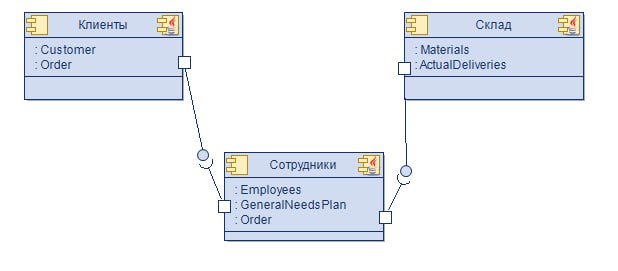 Клиенты
: Customer
: Order
Склад
: Materials
: ActualDeliveries
Сотрудники
: Employees
: GeneralNeedsPlan
: Order